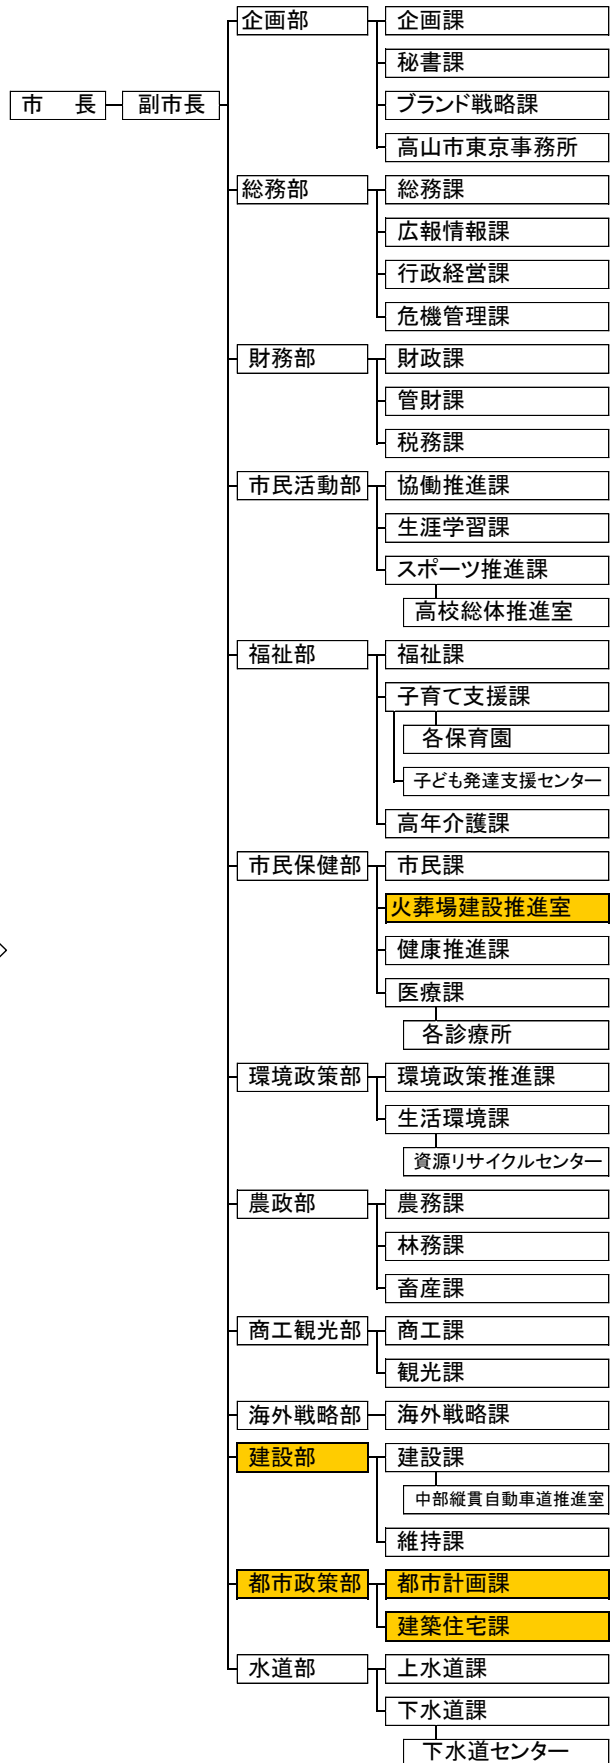 企画部 企画課
秘書課
市　長 副市長 ブランド戦略課
高山市東京事務所
総務部 総務課
広報情報課
行政経営課
危機管理課
財務部 財政課
管財課
税務課
市民活動部 協働推進課
生涯学習課
スポーツ推進課
高校総体推進室
福祉部 福祉課
子育て支援課
各保育園
子ども発達支援センター
高年介護課
市民保健部 市民課
火葬場建設推進室
健康推進課
医療課
各診療所
環境政策部 環境政策推進課
生活環境課
資源リサイクルセンター
農政部 農務課
林務課
畜産課
商工観光部 商工課
観光課
海外戦略部 海外戦略課
建設部 建設課
中部縦貫自動車道推進室
維持課
都市政策部 都市計画課
建築住宅課
水道部 上水道課
下水道課
下水道センター